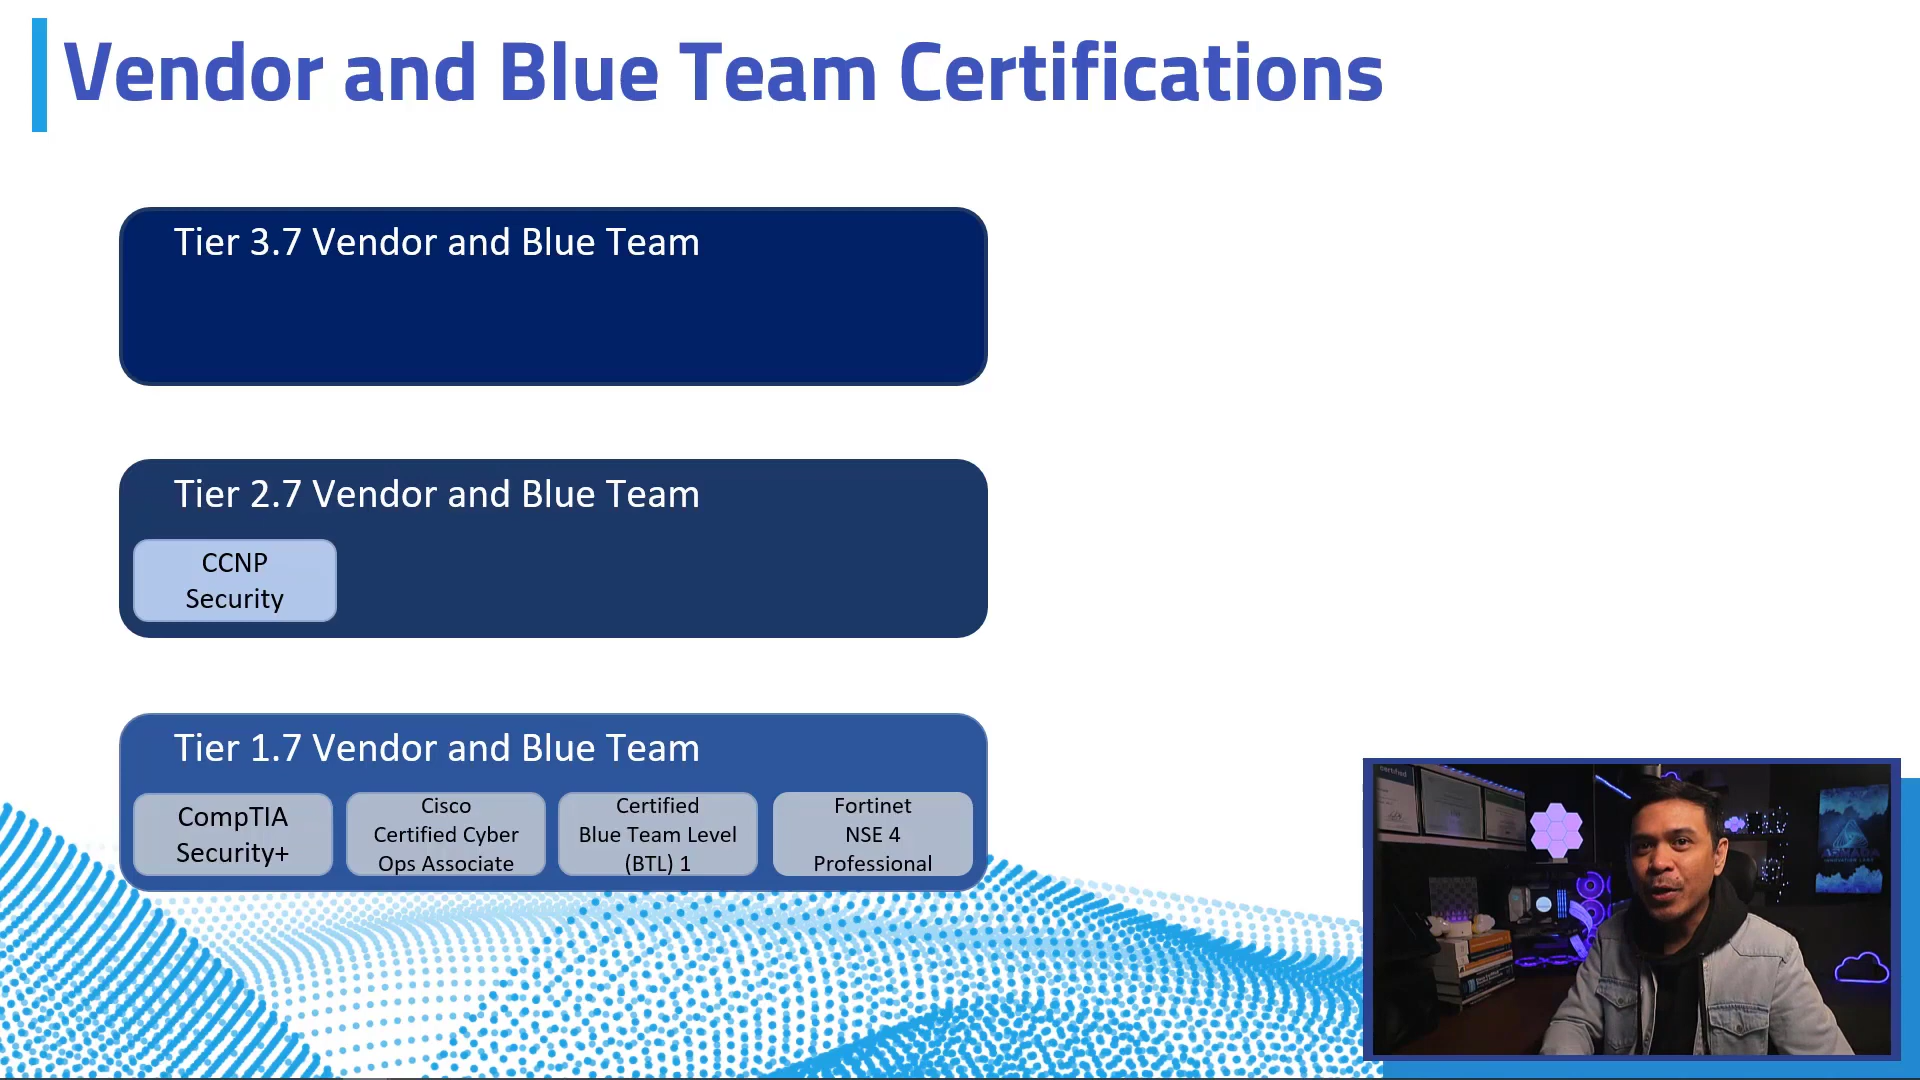 Vendor and Blue Team Certifications
Tier 3.7 Vendor and Blue Team
Tier 2.7 Vendor and Blue Team
CCNP
Security
Tier 1.7 Vendor and Blue Team
CompTIA
Security+
Cisco
Certified Cyber
Ops Associate
Certified
Blue Team Level
(BTL) 1
Fortinet
NSE 4
Professional
certified
ARMADA